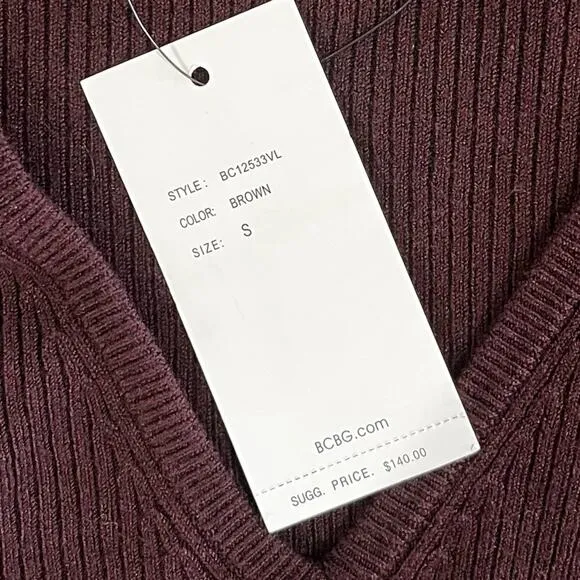 STYLE: BC12533VL
COLOR: BROWN
SIZE: S
BCBG.com
SUGG. PRICE. $140.00